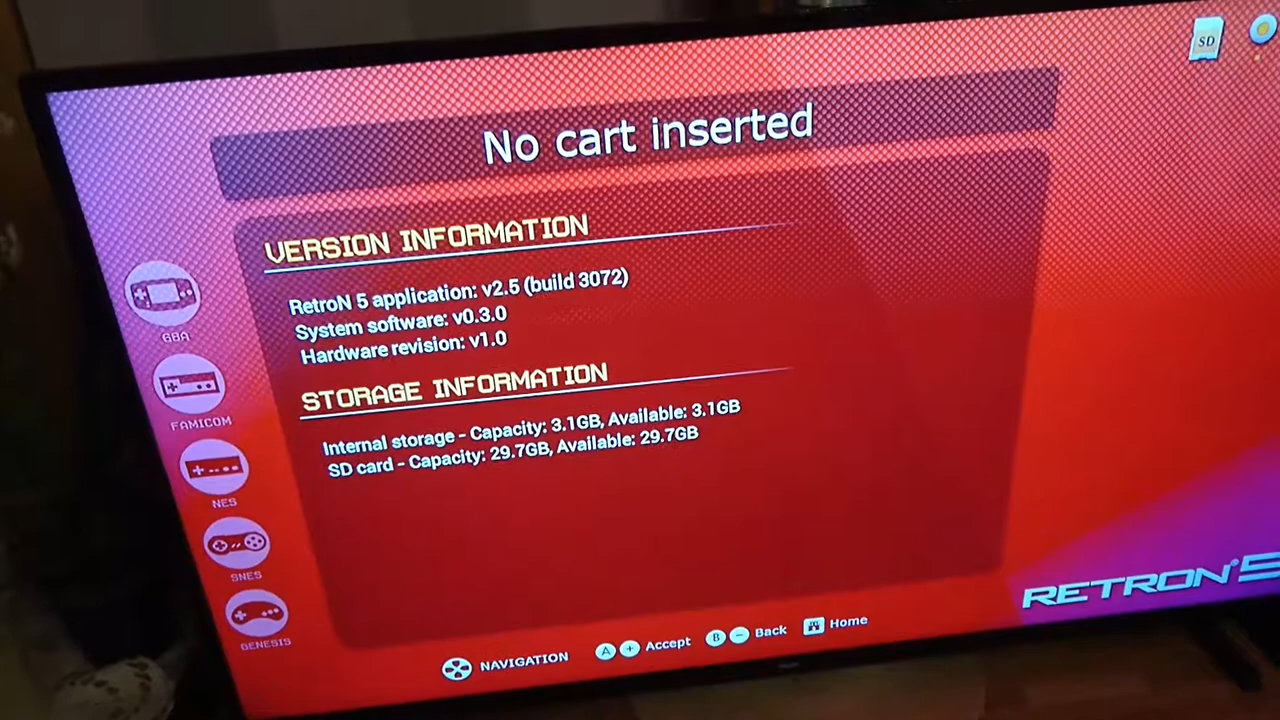 SD
No cart inserted
VERSION INFORMATION
RetroN 5 application: v2.5 (build 3072)
System software: v0.3.0
Hardware revision: v1.0
STORAGE INFORMATION
Internal storage - Capacity: 3.1GB, Available: 3.1GB
SD card - Capacity: 29.7GB, Available: 29.7GB
GBA
FAMICOM
NES
SNES
GENESIS
RETRON 5
NAVIGATION
A + Accept
B - Back
Home